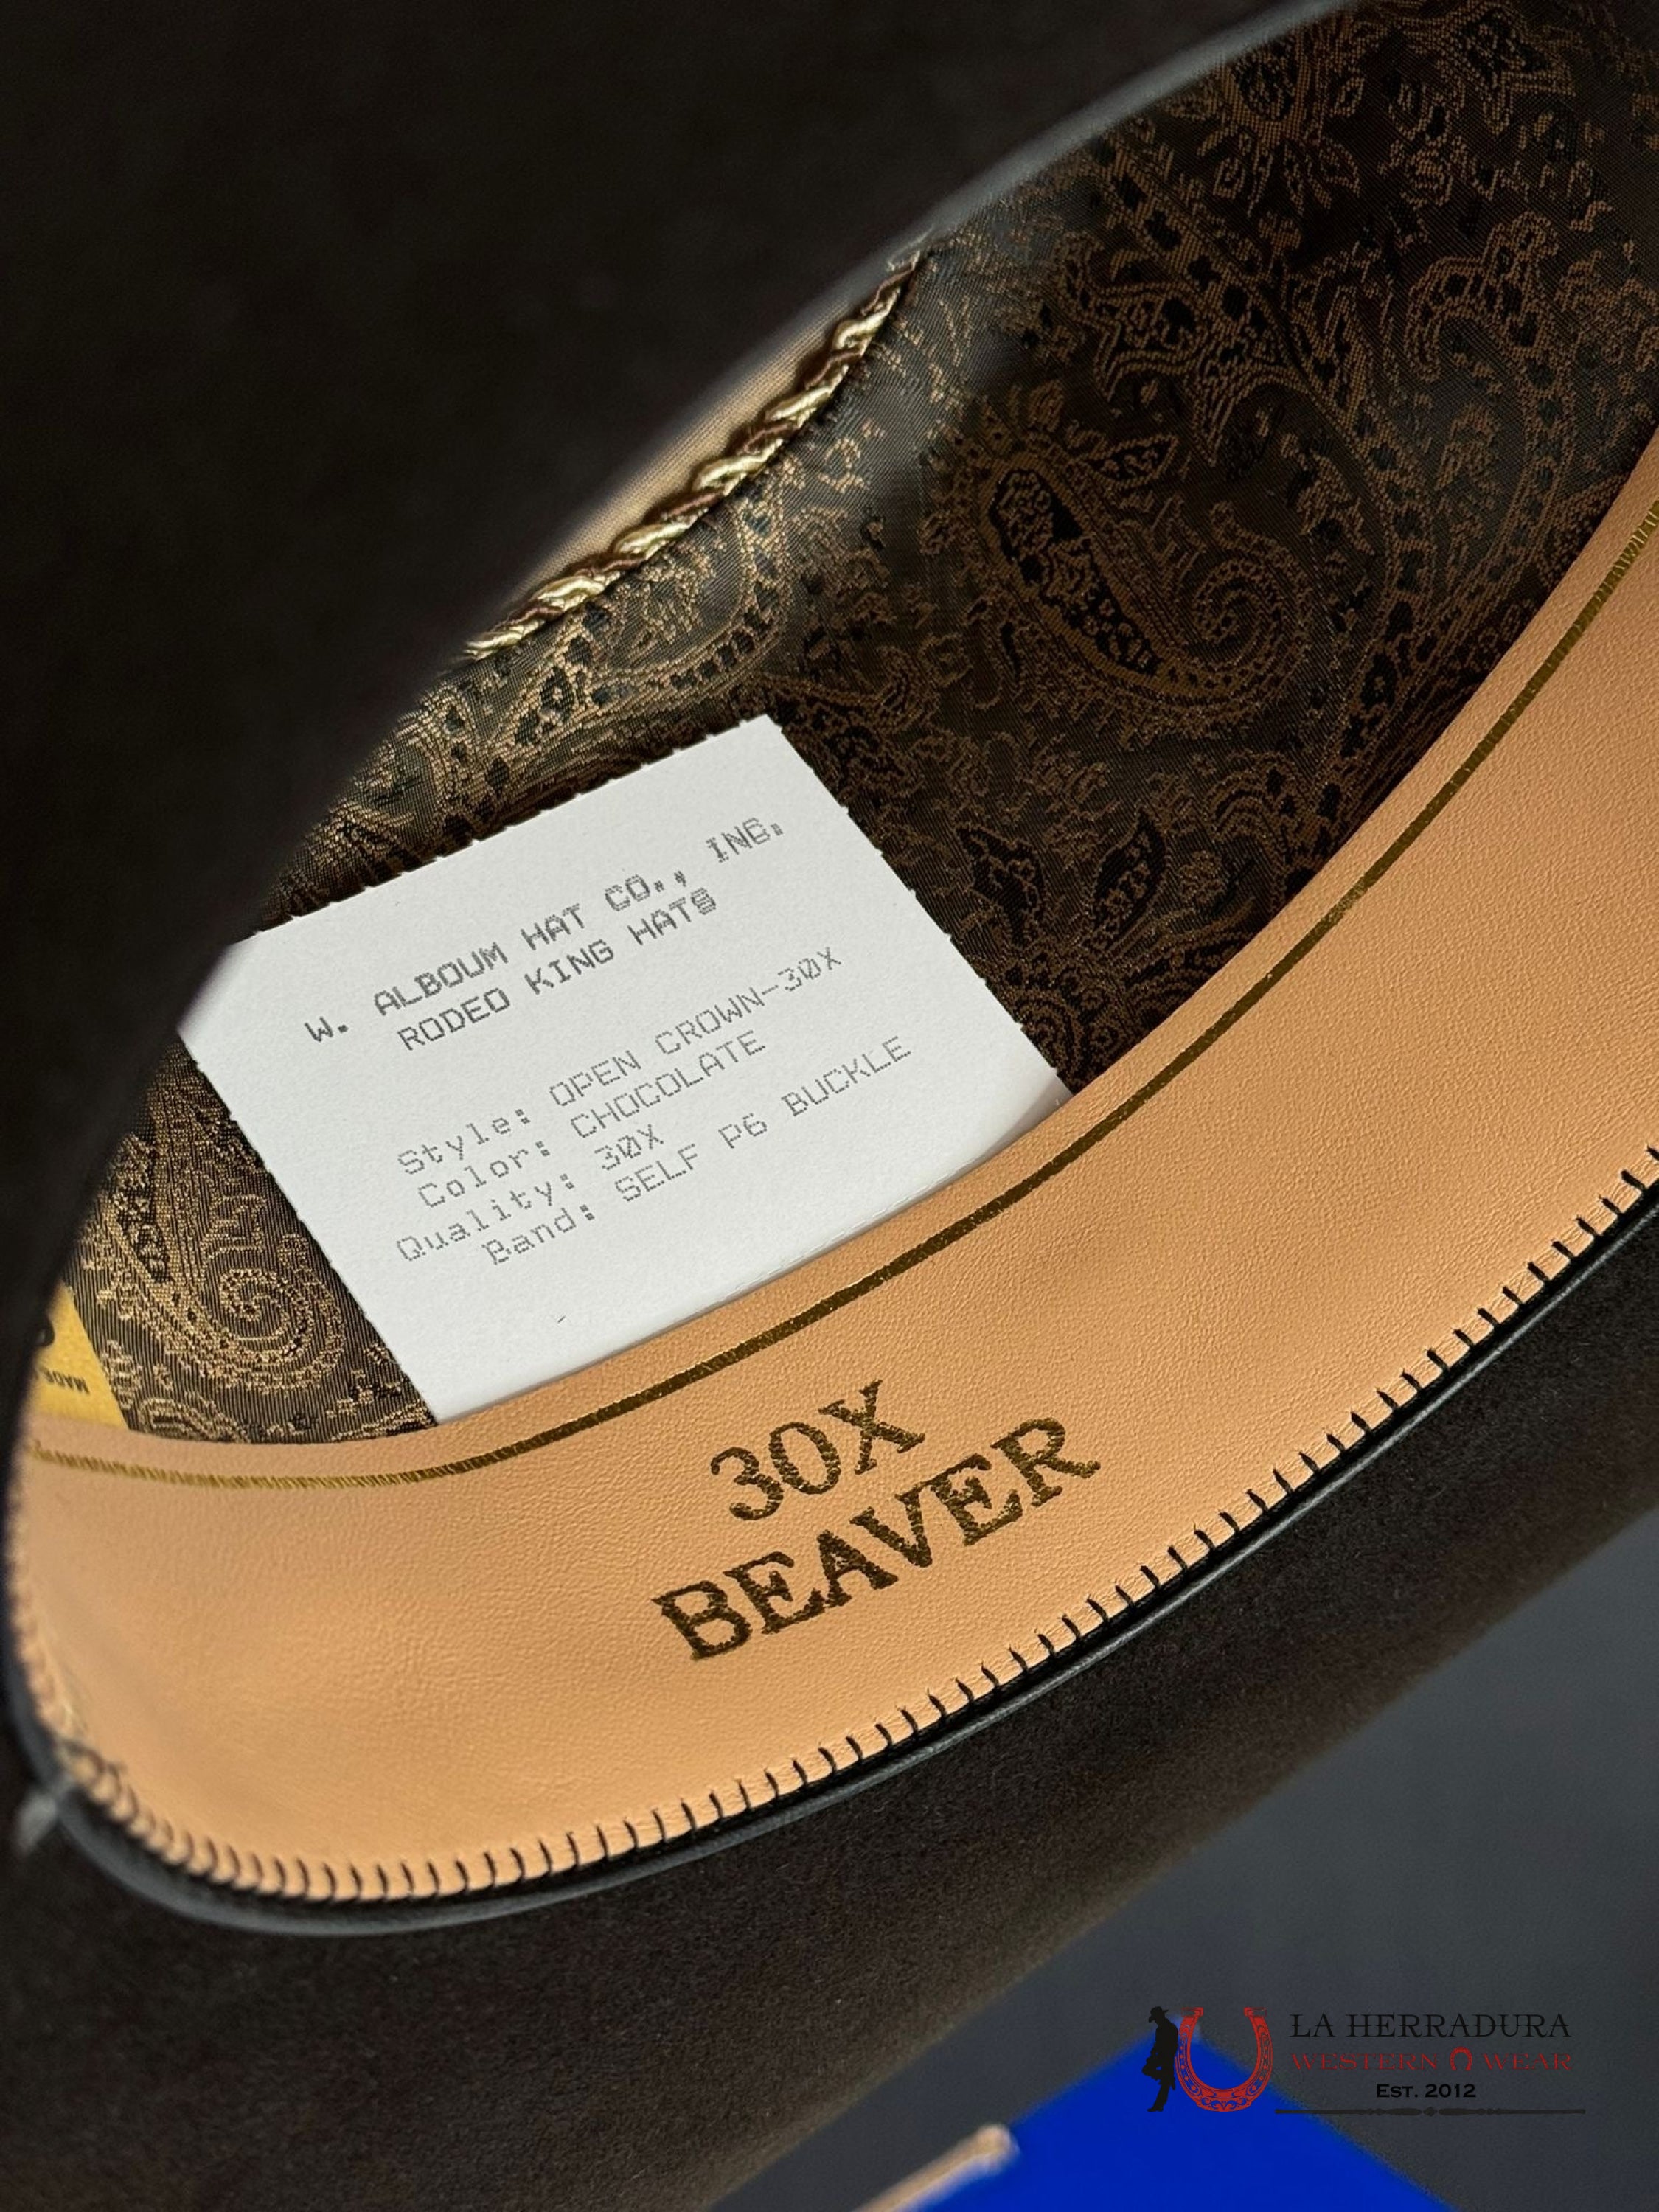 W. ALBOUM HAT CO., INC.
RODEO KING HATS
Style: OPEN CROWN-30X
Color: CHOCOLATE
Quality: 30X
Band: SELF P6 BUCKLE
MADE
30X
BEAVER
LA HERRADURA
WESTERN WEAR
EST. 2012